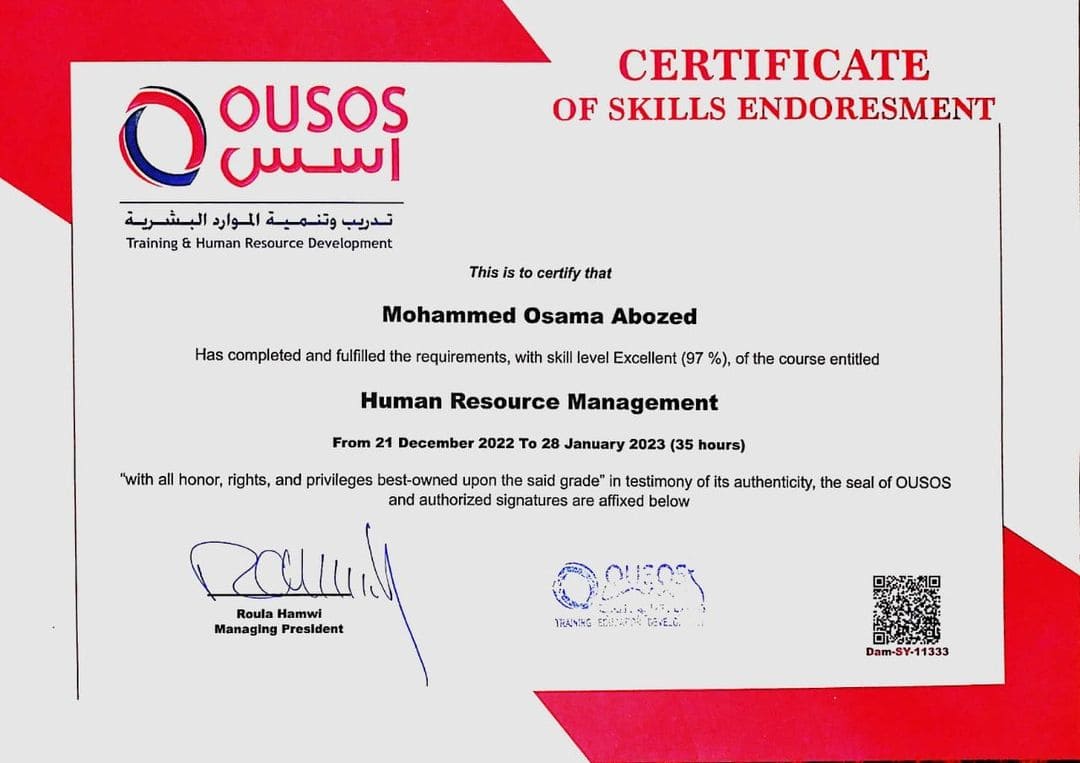 OUSOS
اسس
تدريب وتنمية الموارد البشرية
Training & Human Resource Development
CERTIFICATE
OF SKILLS ENDORESMENT
This is to certify that
Mohammed Osama Abozed
Has completed and fulfilled the requirements, with skill level Excellent (97 %), of the course entitled
Human Resource Management
From 21 December 2022 To 28 January 2023 (35 hours)
"with all honor, rights, and privileges best-owned upon the said grade" in testimony of its authenticity, the seal of OUSOS
and authorized signatures are affixed below
Roula Hamwi
Managing President
OUSOS
TRAINING
Dam-SY-11333